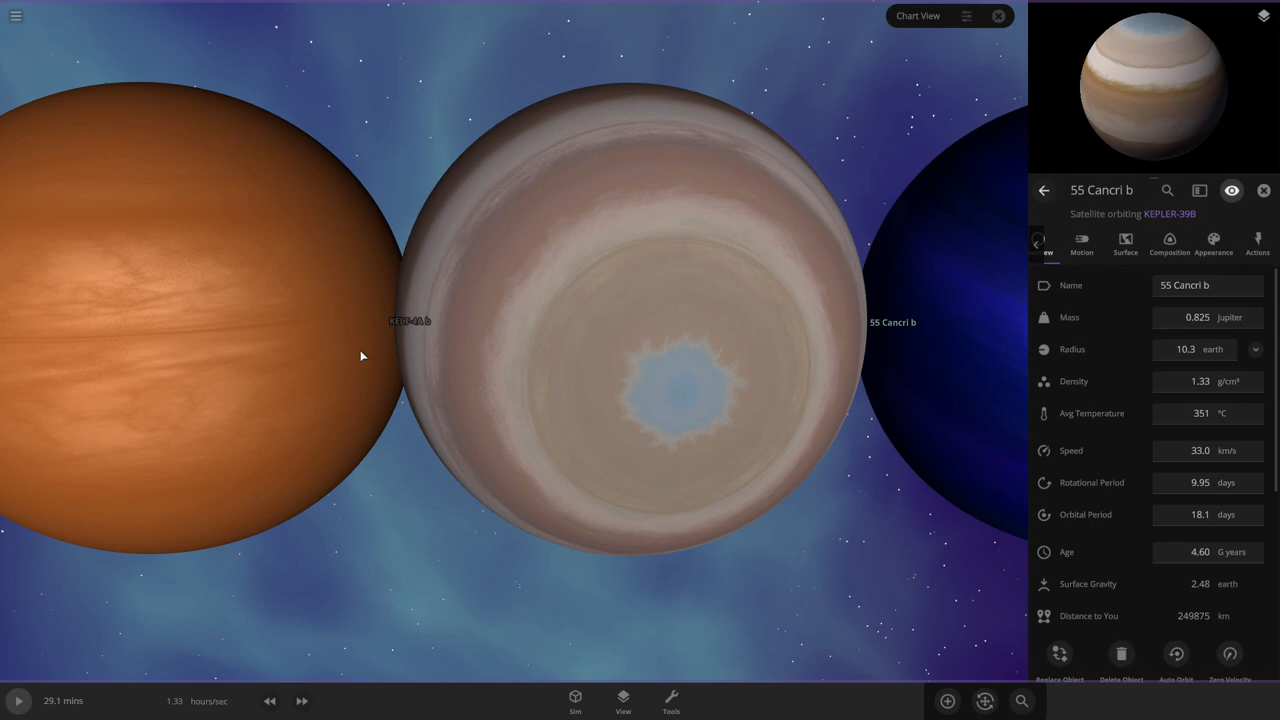 Chart View
55 Cancri b
Satellite orbiting KEPLER-39B
Motion
Surface
Composition
Appearance
Actions
Name 55 Cancri b
Mass 0.825 jupiter
Radius 10.3 earth
Density 1.33 g/cm³
Avg Temperature 351 °C
Speed 33.0 km/s
Rotational Period 9.95 days
Orbital Period 18.1 days
Age 4.60 G years
Surface Gravity 2.48 earth
Distance to You 249875 km
Replace Object
Delete Object
Auto Orbit
Zero Velocity
KELT-4A b
55 Cancri b
29.1 mins
1.33 hours/sec
Sim
View
Tools